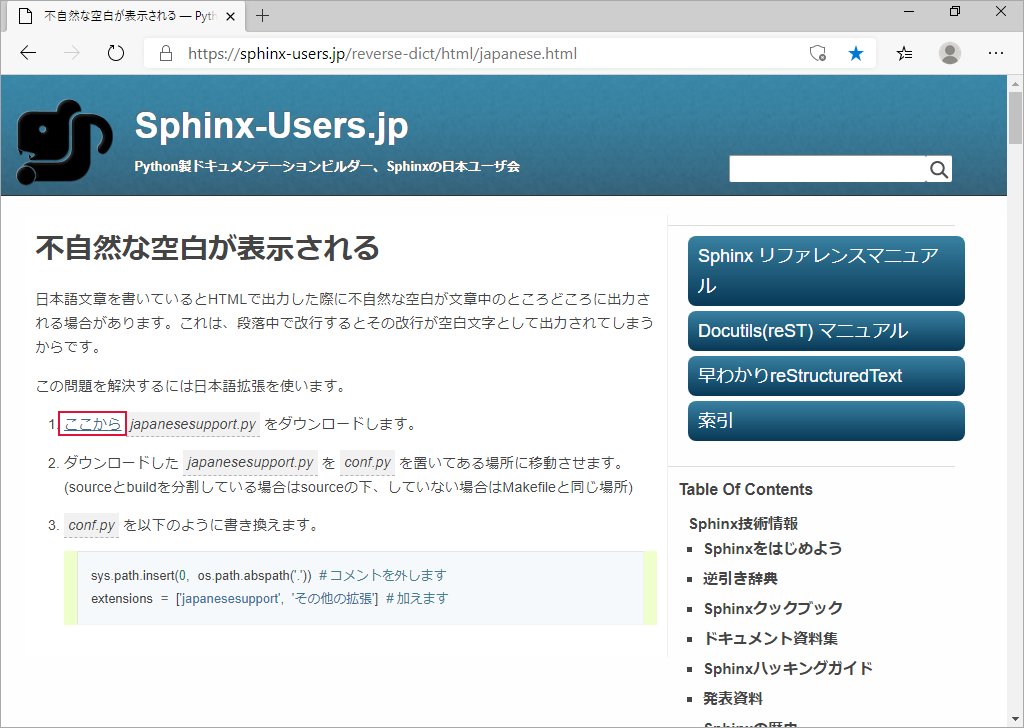 不自然な空白が表示される — Pyth
https://sphinx-users.jp/reverse-dict/html/japanese.html
Sphinx-Users.jp
Python製ドキュメンテーションビルダー、Sphinxの日本ユーザ会
不自然な空白が表示される
日本語文章を書いているとHTMLで出力した際に不自然な空白が文章中のところどころに出力さ
れる場合があります。これは、段落中で改行するとその改行が空白文字として出力されてしまう
からです。
この問題を解決するには日本語拡張を使います。
1. ここから japanesesupport.py をダウンロードします。
2. ダウンロードした japanesesupport.py を conf.py を置いてある場所に移動させます。
(sourceとbuildを分割している場合はsourceの下、していない場合はMakefileと同じ場所)
3. conf.py を以下のように書き換えます。
sys.path.insert(0, os.path.abspath('.')) # コメントを外します
extensions = ['japanesesupport', 'その他の拡張'] # 加えます
Sphinx リファレンスマニュア
ル
Docutils(reST) マニュアル
早わかりreStructuredText
索引
Table Of Contents
Sphinx技術情報
Sphinxをはじめよう
逆引き辞典
Sphinxクックブック
ドキュメント資料集
Sphinxハッキングガイド
発表資料
Sphinxの歴史